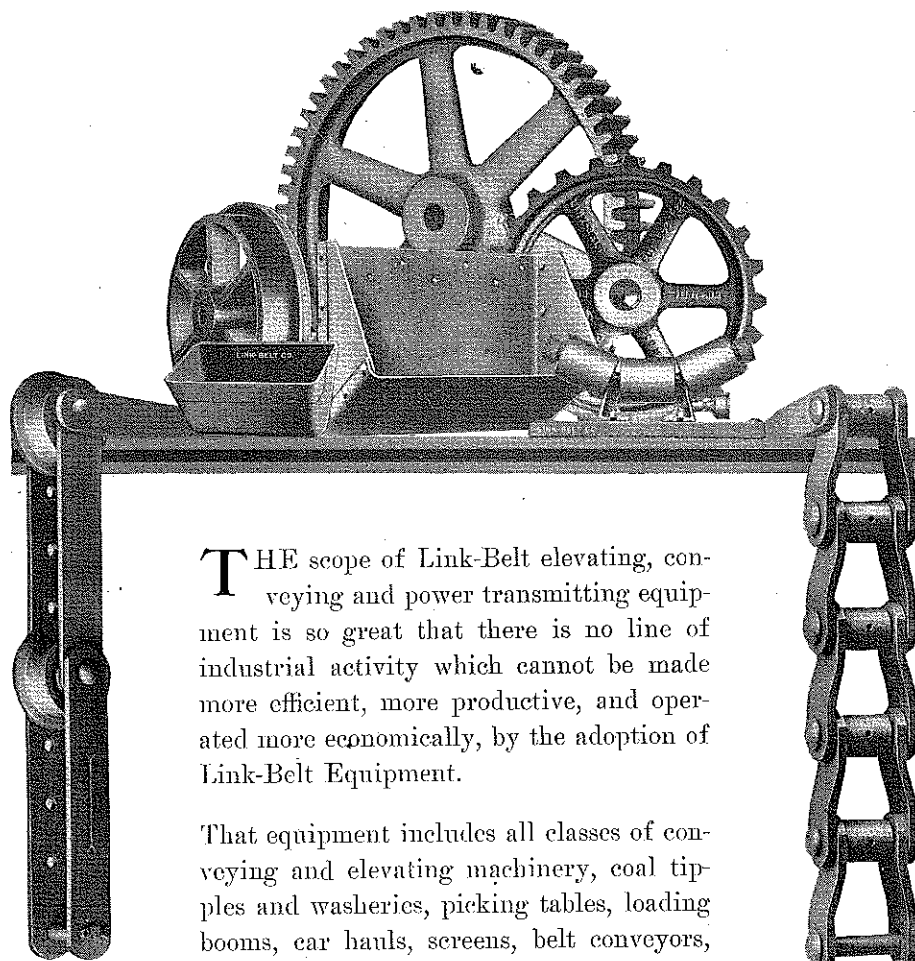 LINK-BELT CO.
THE scope of Link-Belt elevating, con-
veying and power transmitting equip-
ment is so great that there is no line of
industrial activity which cannot be made
more efficient, more productive, and oper-
ated more economically, by the adoption of
Link-Belt Equipment.
That equipment includes all classes of con-
veying and elevating machinery, coal tip-
ples and washeries, picking tables, loading
booms, car hauls, screens, belt conveyors,